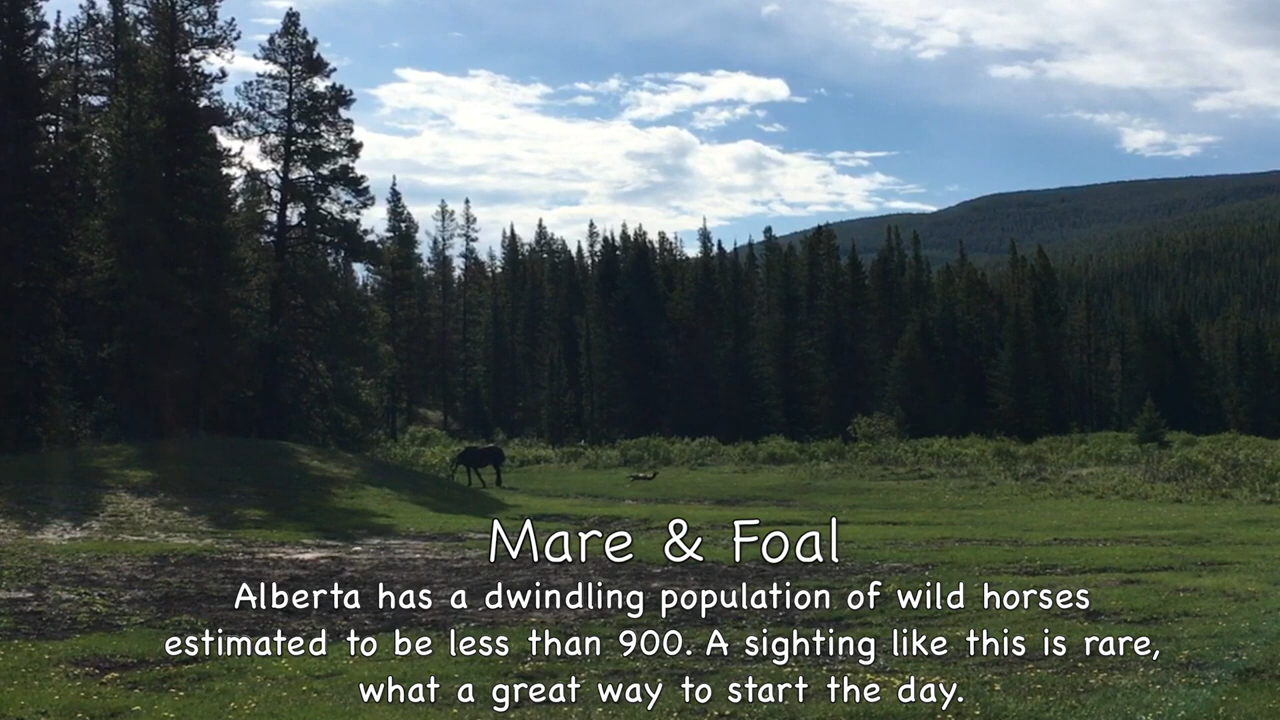 Mare & Foal
Alberta has a dwindling population of wild horses
estimated to be less than 900. A sighting like this is rare,
what a great way to start the day.